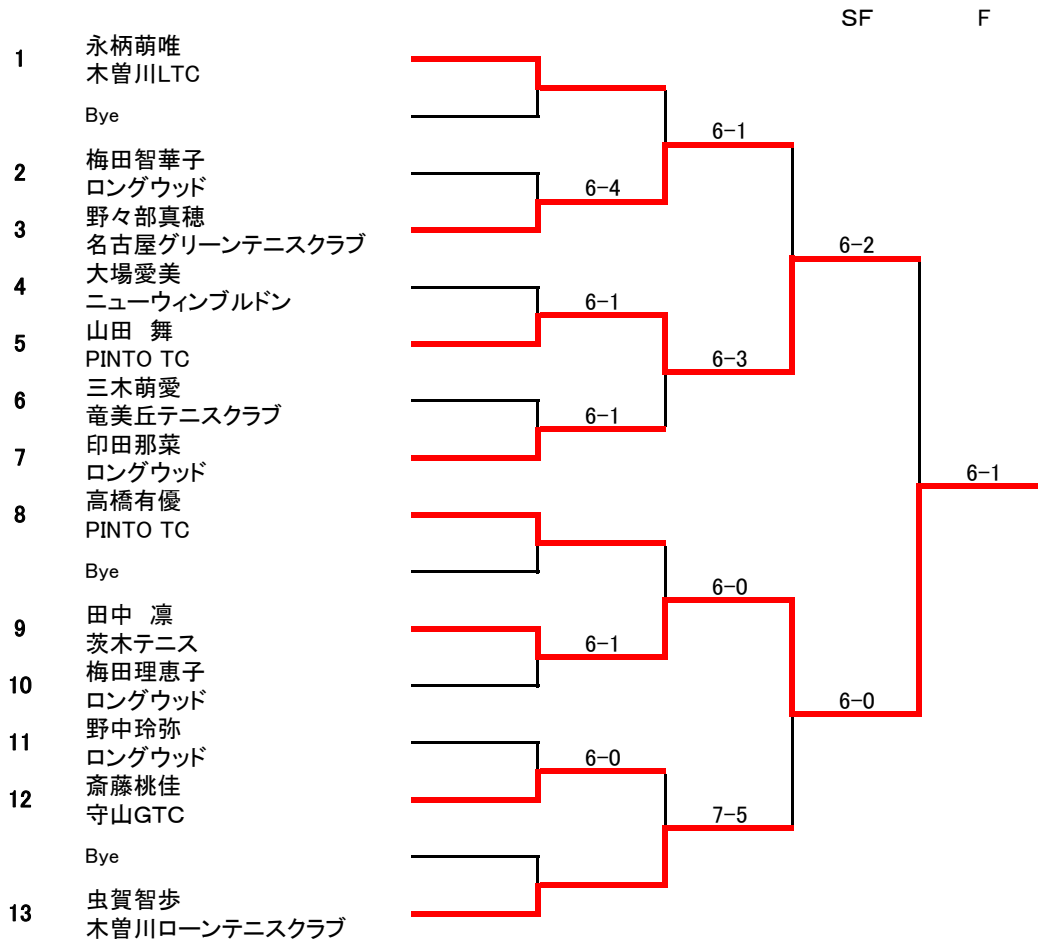 SF F
1 永柄萌唯
木曽川LTC
Bye
6-1
2 梅田智華子
ロングウッド
6-4
3 野々部真穂
名古屋グリーンテニスクラブ
6-2
4 大場愛美
ニューウィンブルドン
6-1
5 山田 舞
PINTO TC
6-3
6 三木萌愛
竜美丘テニスクラブ
6-1
7 印田那菜
ロングウッド
6-1
8 高橋有優
PINTO TC
Bye
6-0
9 田中 凛
茨木テニス
6-1
10 梅田理恵子
ロングウッド
6-0
11 野中玲弥
ロングウッド
6-0
12 斎藤桃佳
守山GTC
7-5
Bye
13 虫賀智歩
木曽川ローンテニスクラブ